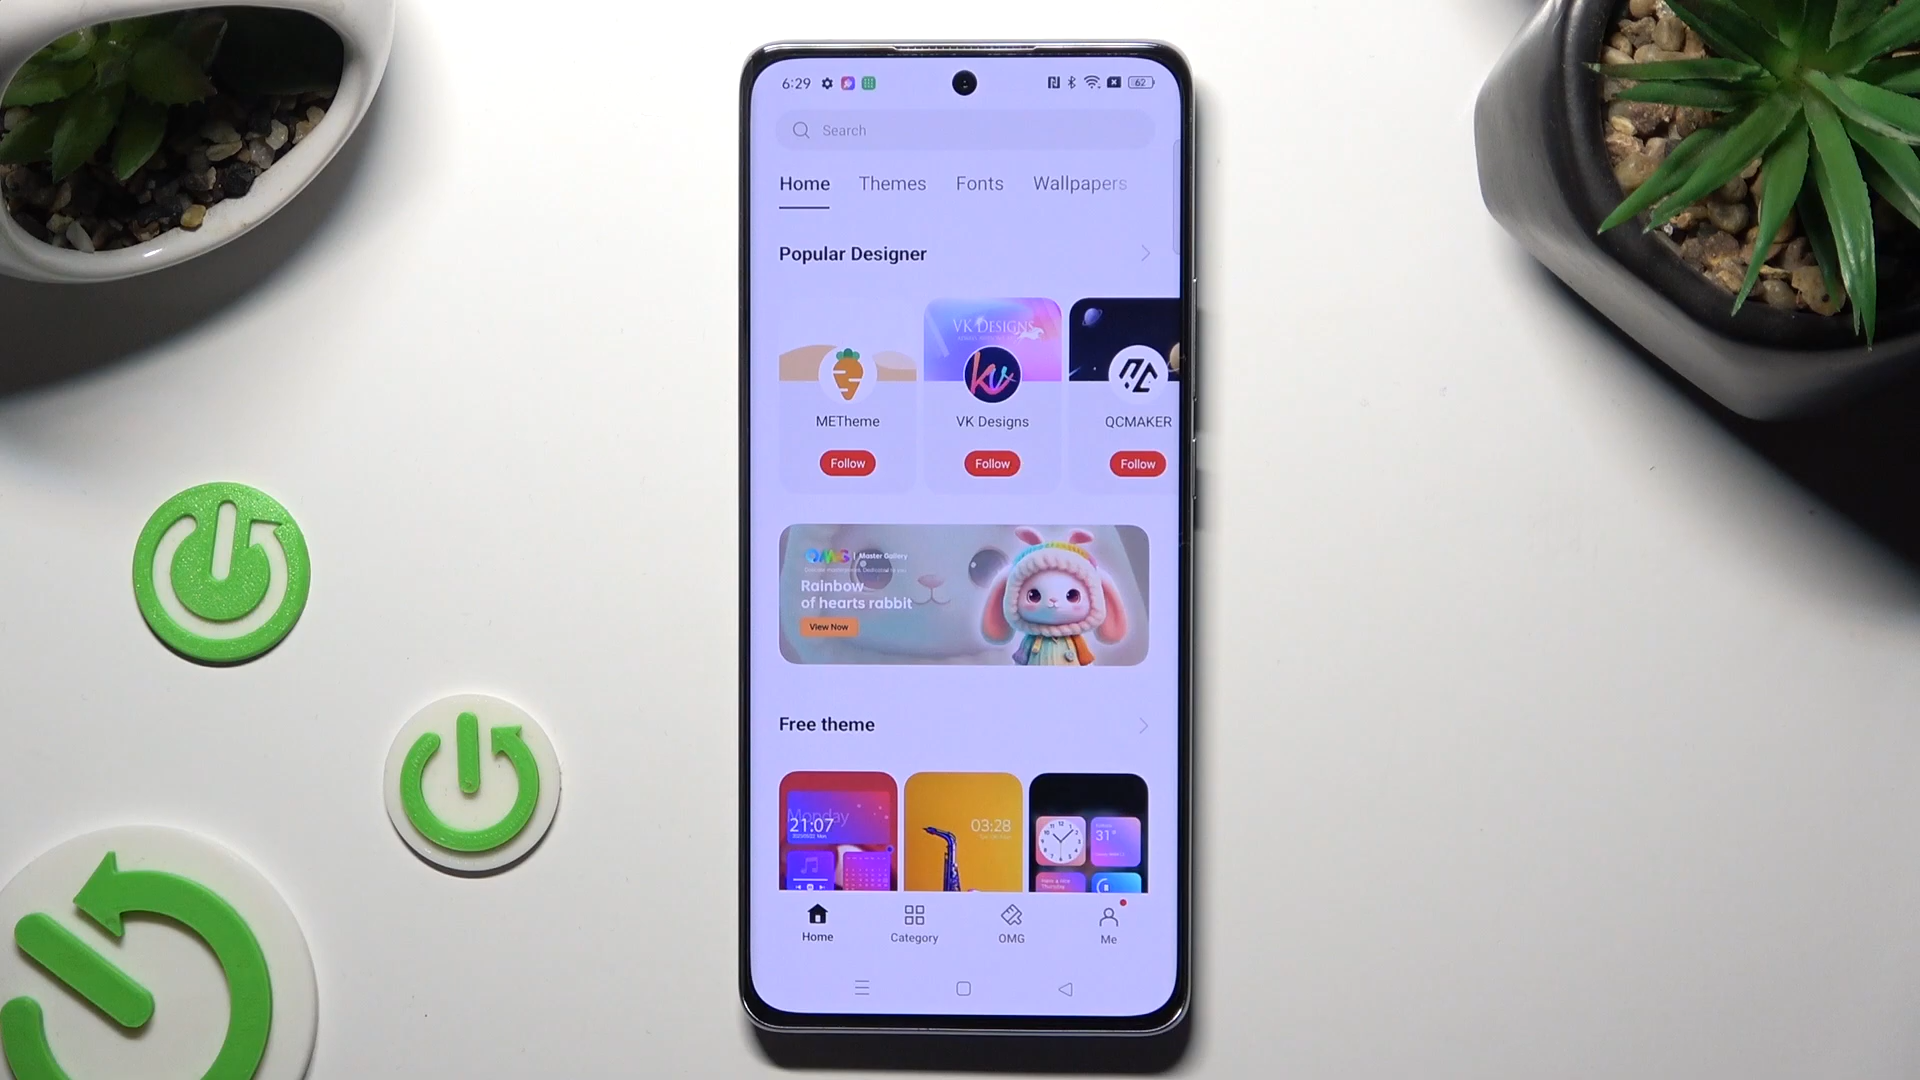 6:29
62
Search
Home Themes Fonts Wallpapers
Popular Designer
VK DESIGNS
METheme VK Designs QCMAKER
Follow Follow Follow
OMG | Master Gallery
Rainbow
of hearts rabbit
View Now
Free theme
Monday
21:07
03:28
31°
Home Category OMG Me